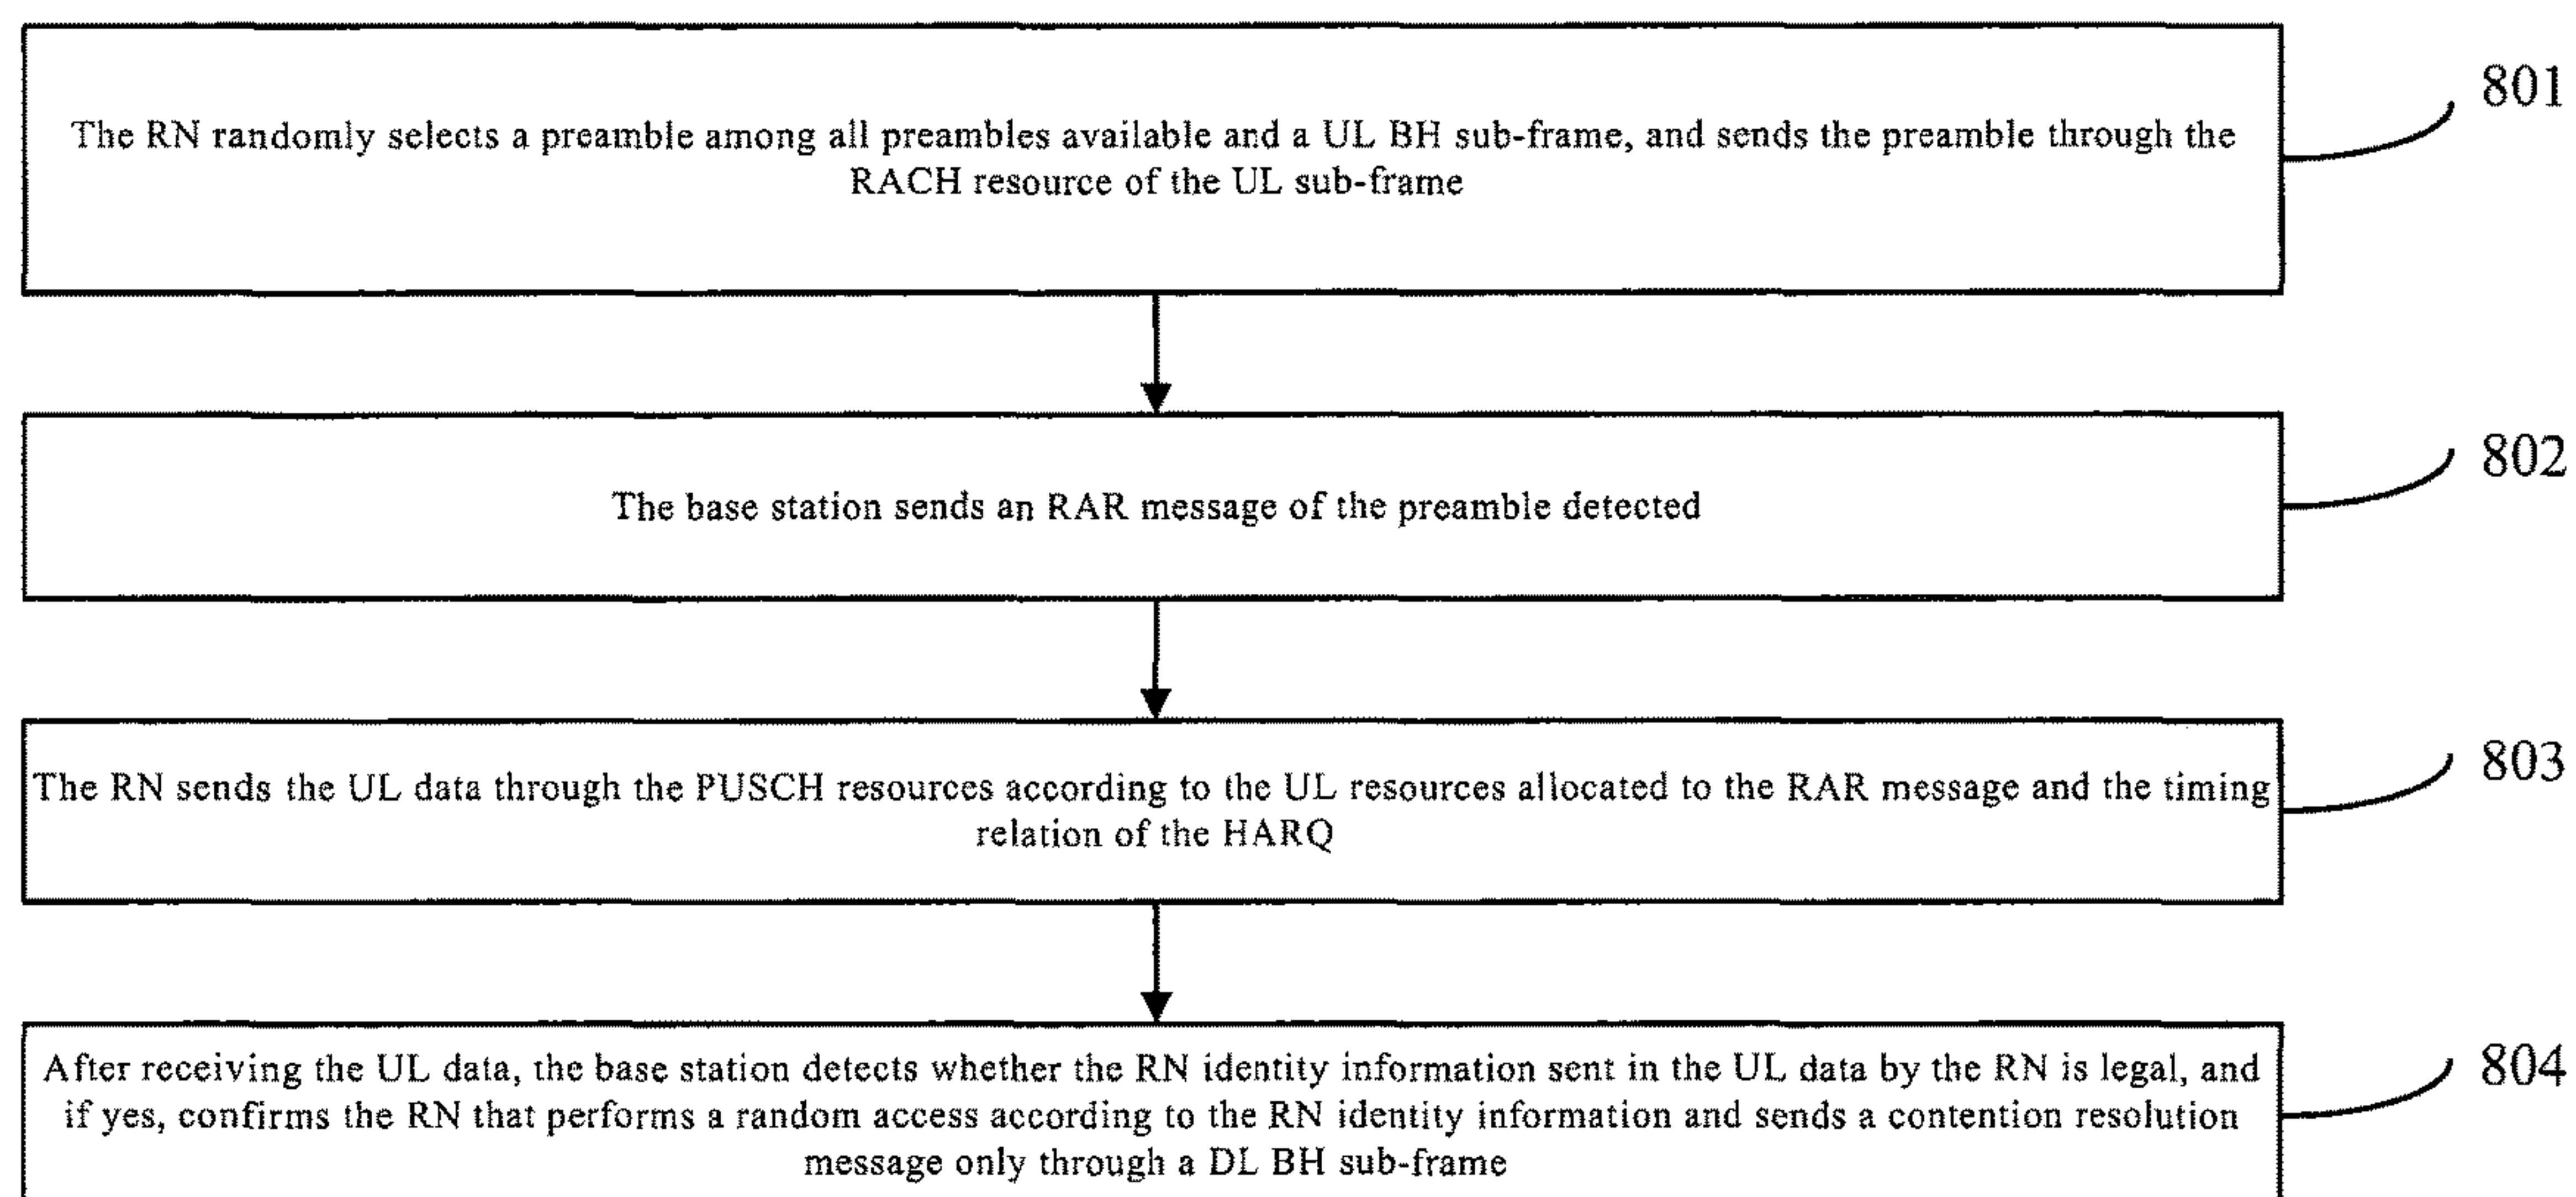 The RN randomly selects a preamble among all preambles available and a UL BH sub-frame, and sends the preamble through the
RACH resource of the UL sub-frame
801
The base station sends an RAR message of the preamble detected
802
The RN sends the UL data through the PUSCH resources according to the UL resources allocated to the RAR message and the timing
relation of the HARQ
803
After receiving the UL data, the base station detects whether the RN identity information sent in the UL data by the RN is legal, and
if yes, confirms the RN that performs a random access according to the RN identity information and sends a contention resolution
message only through a DL BH sub-frame
804